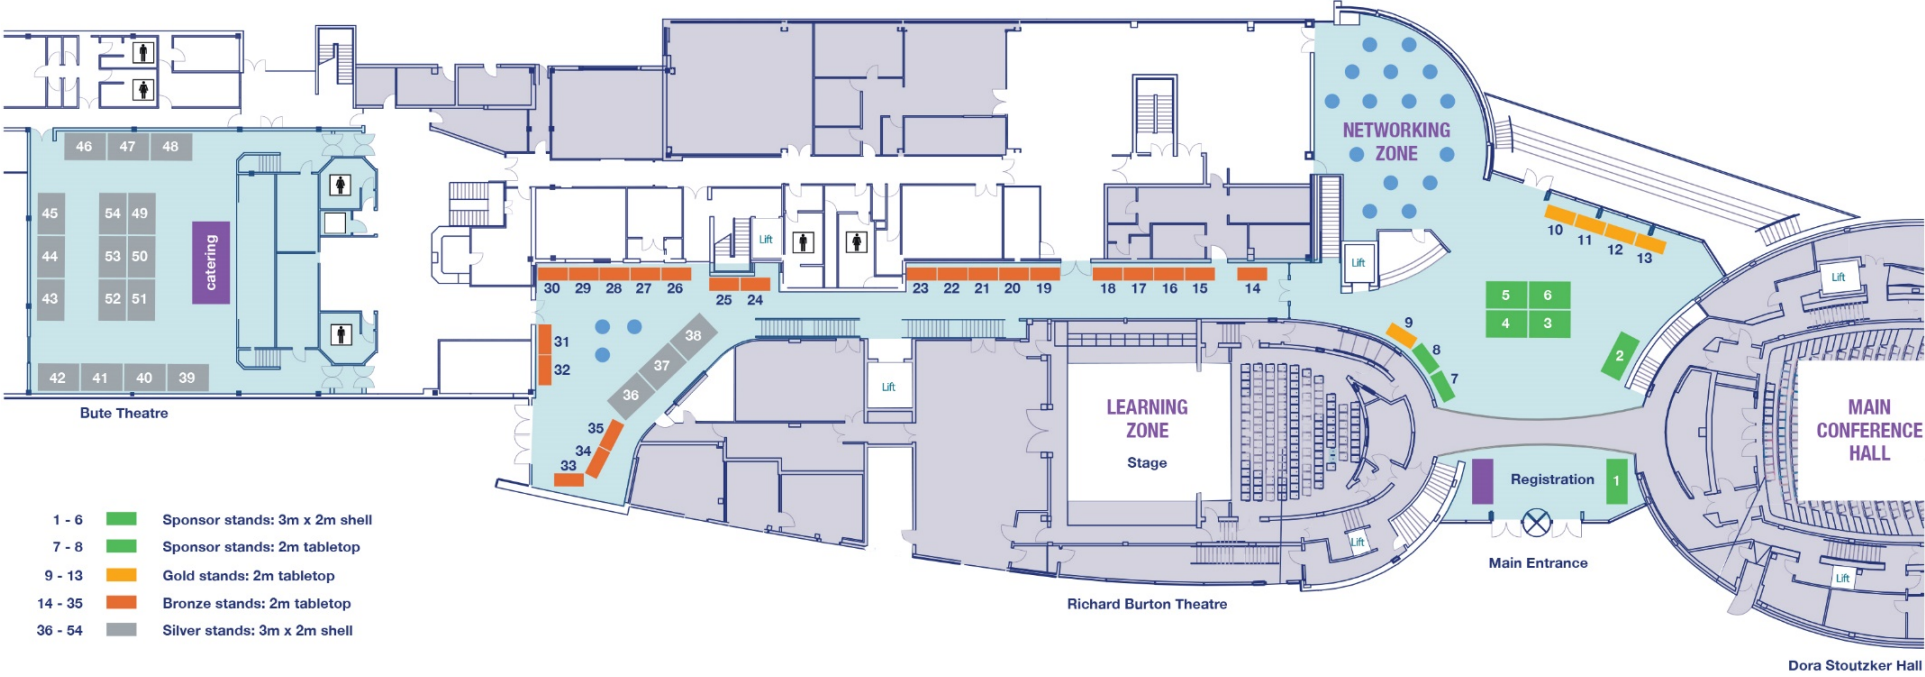 NETWORKING
ZONE
46 47 48
45 54 49
44 53 50
43 52 51
42 41 40 39
catering
Bute Theatre
Lift
30 29 28 27 26
25 24
23 22 21 20 19
18 17 16 15
14
31
32
38
37
36
35
34
33
Lift
Lift
10
11
12
13
5 6
4 3
9
8
7
2
Lift
LEARNING
ZONE
Stage
MAIN
CONFERENCE
HALL
Registration
1
Lift
Lift
Main Entrance
Richard Burton Theatre
Dora Stoutzker Hall
1 - 6 Sponsor stands: 3m x 2m shell
7 - 8 Sponsor stands: 2m tabletop
9 - 13 Gold stands: 2m tabletop
14 - 35 Bronze stands: 2m tabletop
36 - 54 Silver stands: 3m x 2m shell